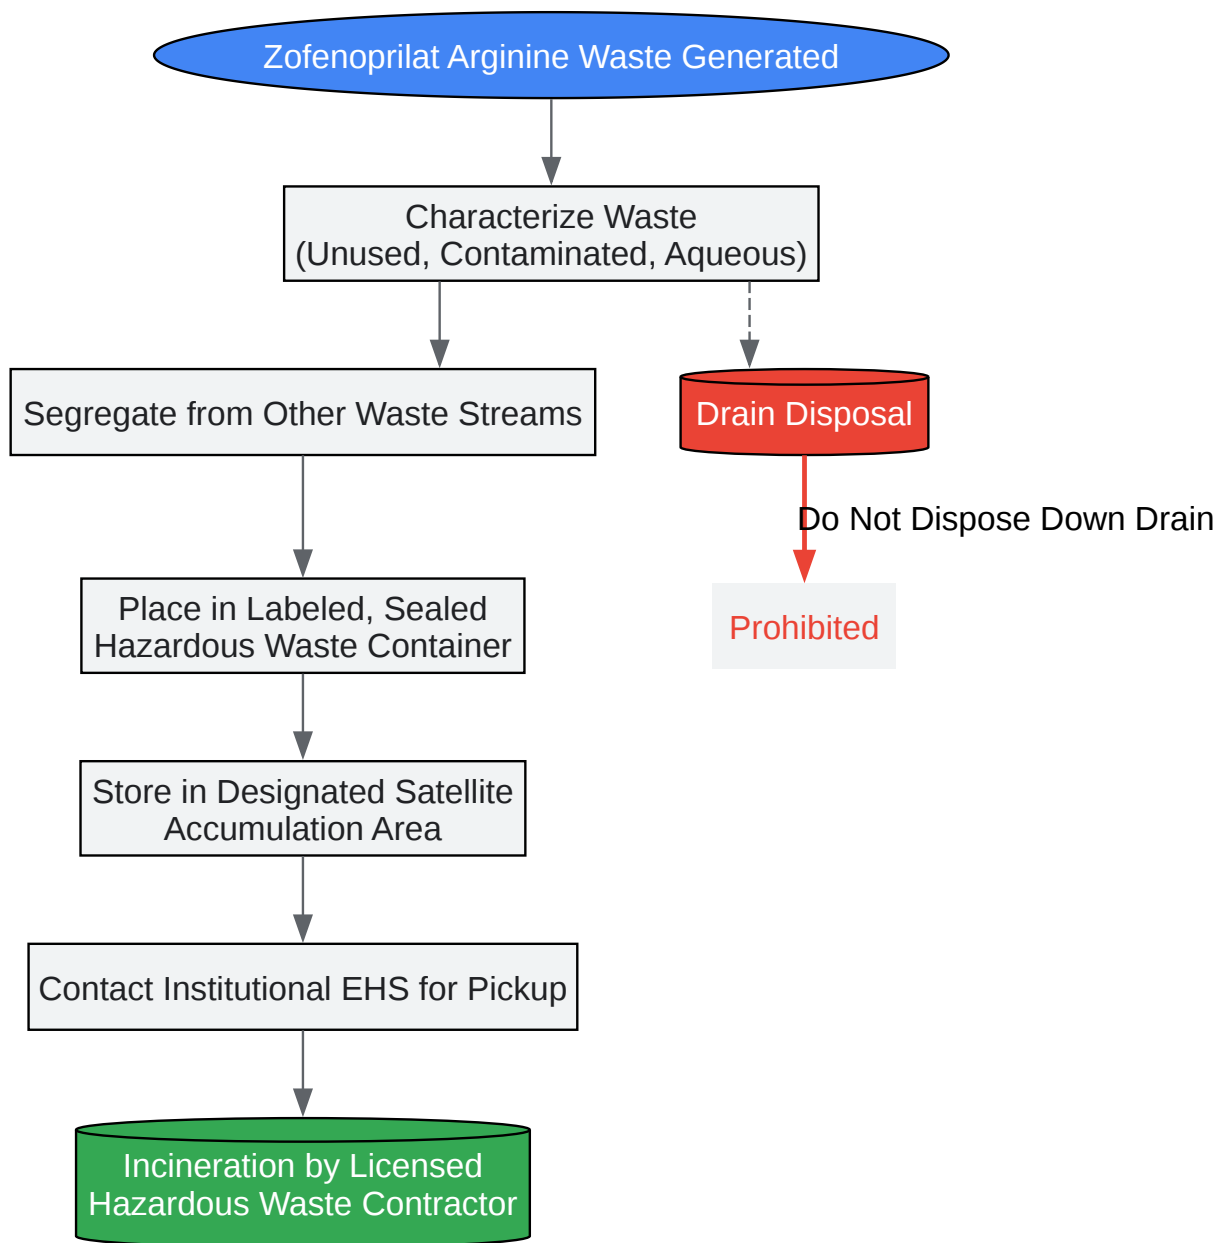 Zofenoprilat Arginine Waste Generated
Characterize Waste
(Unused, Contaminated, Aqueous)
Segregate from Other Waste Streams
Drain Disposal
Do Not Dispose Down Drain
Place in Labeled, Sealed
Hazardous Waste Container
Prohibited
Store in Designated Satellite
Accumulation Area
Contact Institutional EHS for Pickup
Incineration by Licensed
Hazardous Waste Contractor